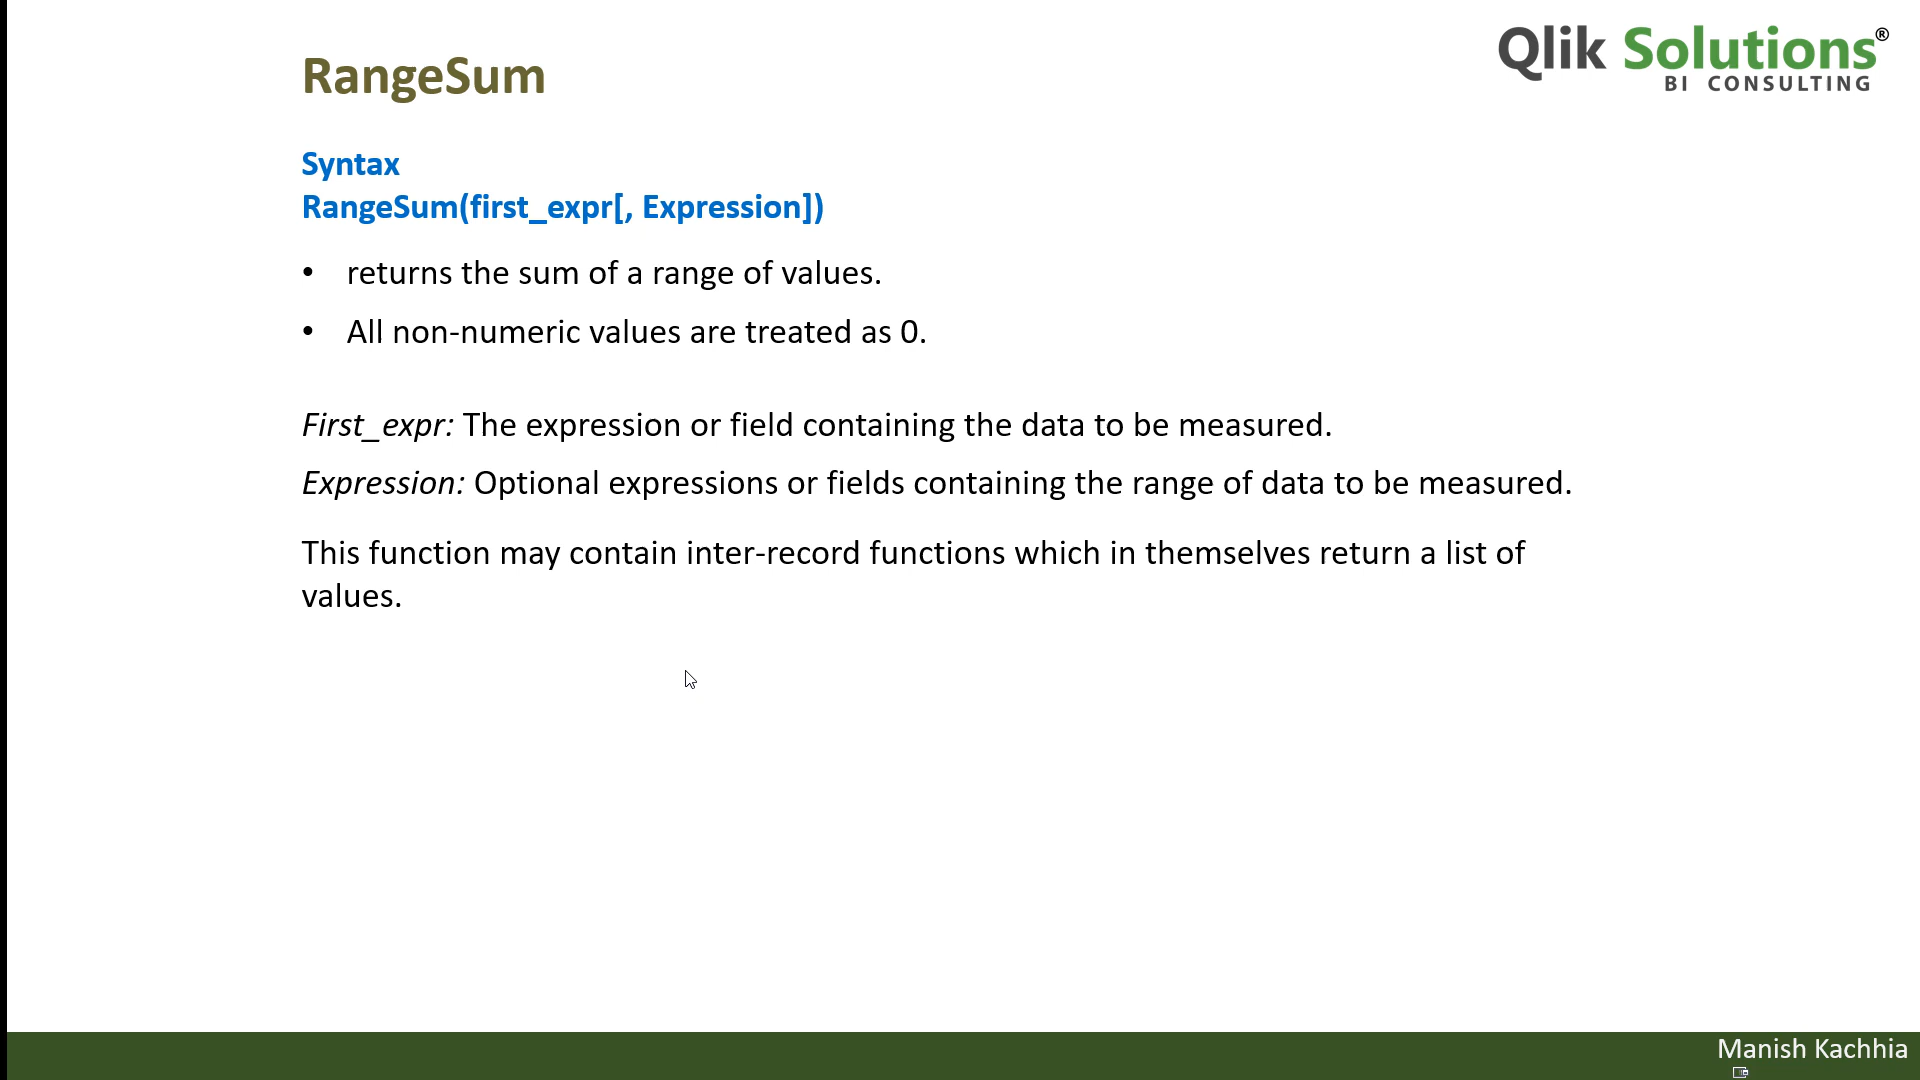 Qlik Solutions®
BI CONSULTING
RangeSum
Syntax
RangeSum(first_expr[, Expression])
• returns the sum of a range of values.
• All non-numeric values are treated as 0.
First_expr: The expression or field containing the data to be measured.
Expression: Optional expressions or fields containing the range of data to be measured.
This function may contain inter-record functions which in themselves return a list of
values.
Manish Kachhia